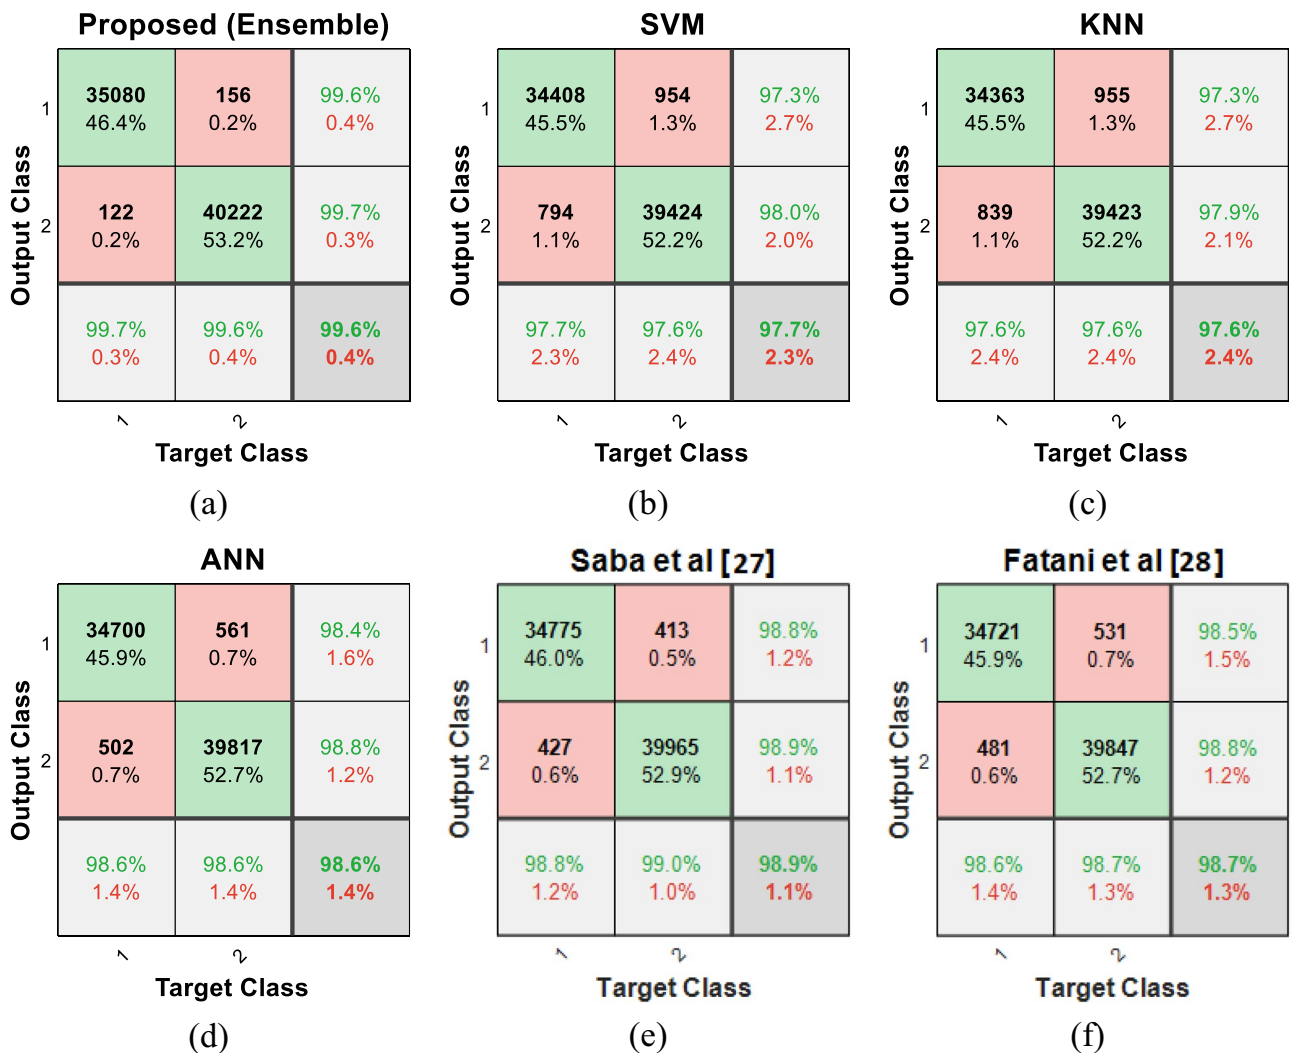 Proposed (Ensemble)
35080 156 99.6%
1
46.4% 0.2% 0.4%
122 40222 99.7%
2
0.2% 53.2% 0.3%
99.7% 99.6% 99.6%
0.3% 0.4% 0.4%
1 2
Output Class
Target Class
(a)
SVM
34408 954 97.3%
1
45.5% 1.3% 2.7%
794 39424 98.0%
2
1.1% 52.2% 2.0%
97.7% 97.6% 97.7%
2.3% 2.4% 2.3%
1 2
Output Class
Target Class
(b)
KNN
34363 955 97.3%
1
45.5% 1.3% 2.7%
839 39423 97.9%
2
1.1% 52.2% 2.1%
97.6% 97.6% 97.6%
2.4% 2.4% 2.4%
1 2
Output Class
Target Class
(c)
ANN
34700 561 98.4%
1
45.9% 0.7% 1.6%
502 39817 98.8%
2
0.7% 52.7% 1.2%
98.6% 98.6% 98.6%
1.4% 1.4% 1.4%
1 2
Output Class
Target Class
(d)
Saba et al [27]
34775 413 98.8%
1
46.0% 0.5% 1.2%
427 39965 98.9%
2
0.6% 52.9% 1.1%
98.8% 99.0% 98.9%
1.2% 1.0% 1.1%
1 2
Output Class
Target Class
(e)
Fatani et al [28]
34721 531 98.5%
1
45.9% 0.7% 1.5%
481 39847 98.8%
2
0.6% 52.7% 1.2%
98.6% 98.7% 98.7%
1.4% 1.3% 1.3%
1 2
Output Class
Target Class
(f)